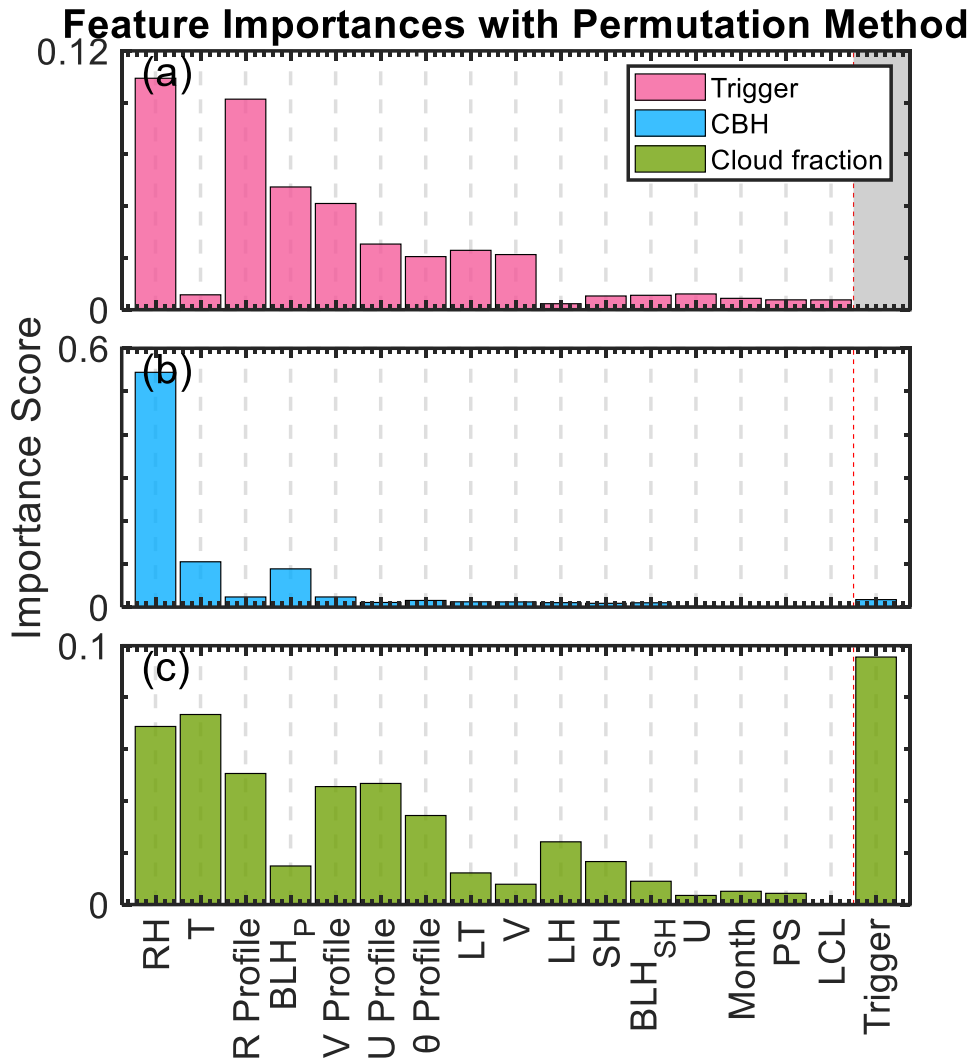 Feature Importances with Permutation Method
0.12
(a)
Trigger
CBH
Cloud fraction
0
Importance Score
0.6
(b)
0
0.1
(c)
0
RH
T
R Profile
BLH_P
V Profile
U Profile
θ Profile
LT
V
LH
SH
BLH_SH
U
Month
PS
LCL
Trigger